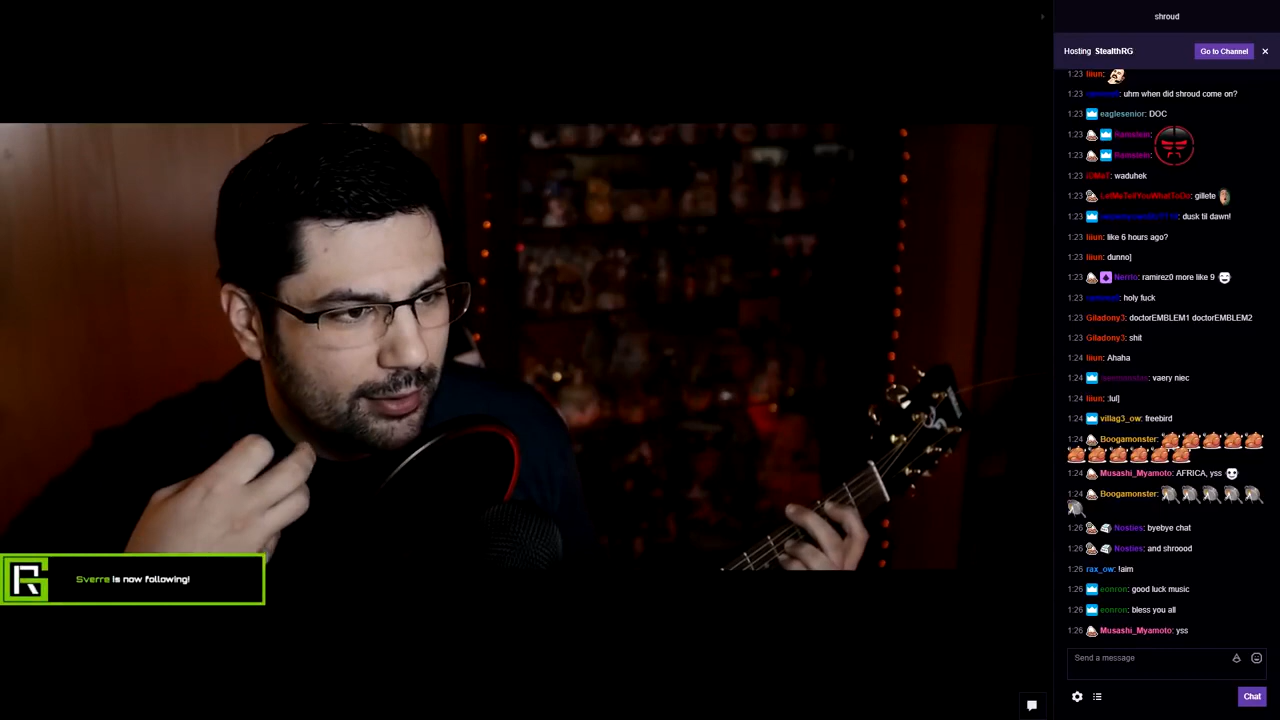 shroud
Hosting StealthRG
Go to Channel
1:23 liiun:
1:23 : uhm when did shroud come on?
1:23 eaglesenior: DOC
1:23 Ramslein:
1:23 Ramslein:
1:23 : waduhek
1:23 LetMeTellYouWhatToDo: gillete
1:23 : dusk til dawn!
1:23 liiun: like 6 hours ago?
1:23 liiun: dunno]
1:23 Nerrio: ramirez0 more like 9
1:23 : holy fuck
1:23 Giladony3: doctorEMBLEM1 doctorEMBLEM2
1:23 Giladony3: shit
1:24 liiun: Ahaha
1:24 : vaery niec
1:24 liiun: :lul]
1:24 villag3_ow: freebird
1:24 Boogamonster:
1:24 Musashi_Myamoto: AFRICA, yss
1:24 Boogamonster:
1:26 Nosties: byebye chat
1:26 Nosties: and shroood
1:26 rax_ow: !aim
1:26 eonron: good luck music
1:26 eonron: bless you all
1:26 Musashi_Myamoto: yss
Sverre is now following!
Send a message
Chat